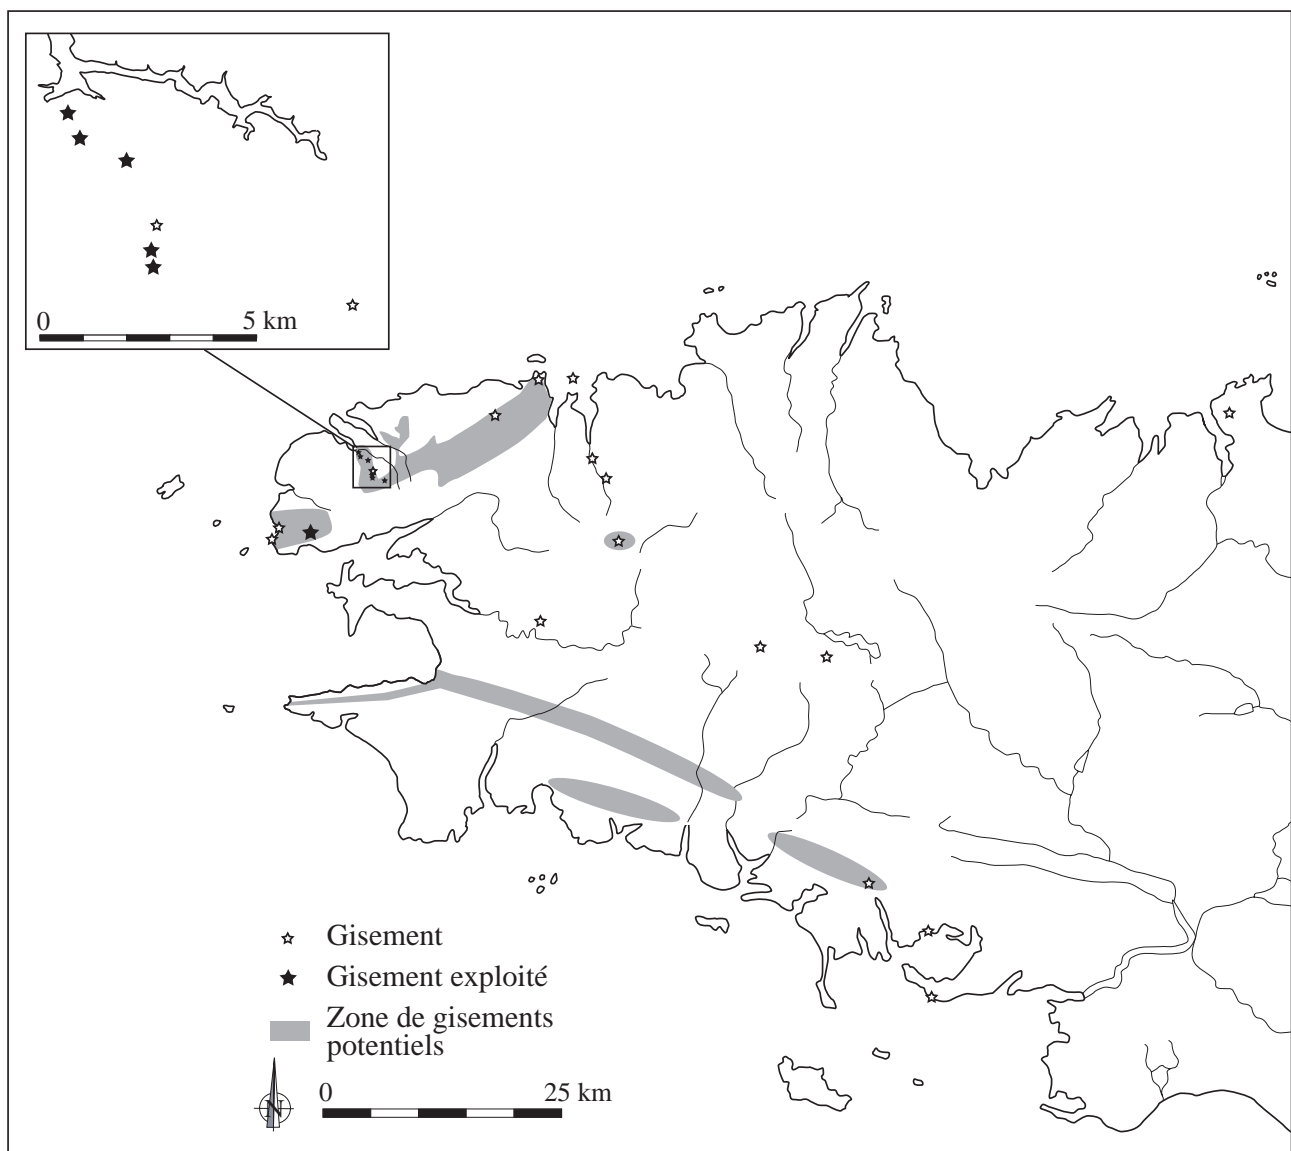 0 5 km
Gisement
Gisement exploité
Zone de gisements
potentiels
N
0 25 km